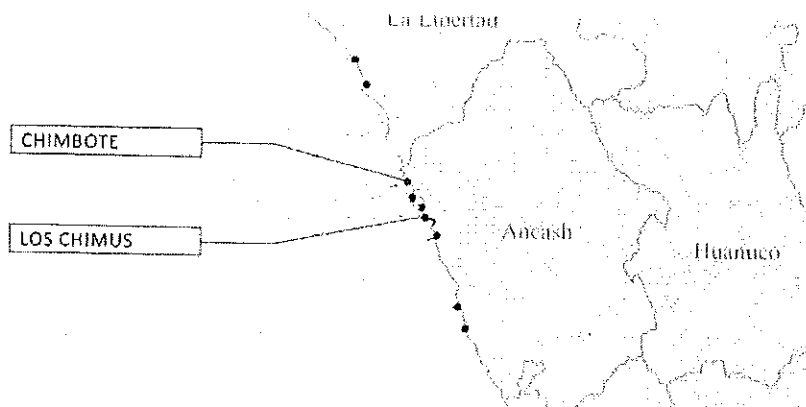 La Libertad
CHIMBOTE
LOS CHIMUS
Ancash
Huanuco